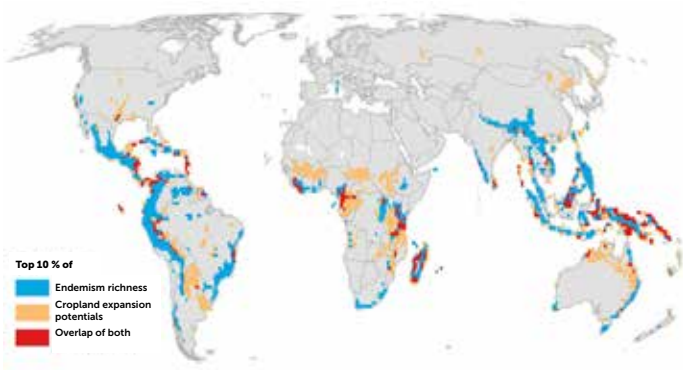 Top 10 % of
Endemism richness
Cropland expansion
potentials
Overlap of both